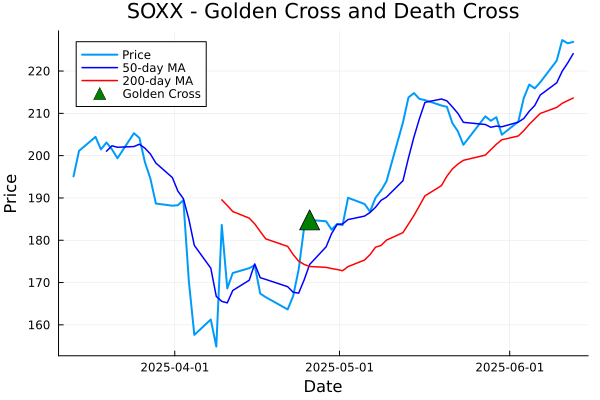 SOXX - Golden Cross and Death Cross
Price
50-day MA
200-day MA
Golden Cross
220
210
200
190
180
170
160
Price
2025-04-01
2025-05-01
2025-06-01
Date